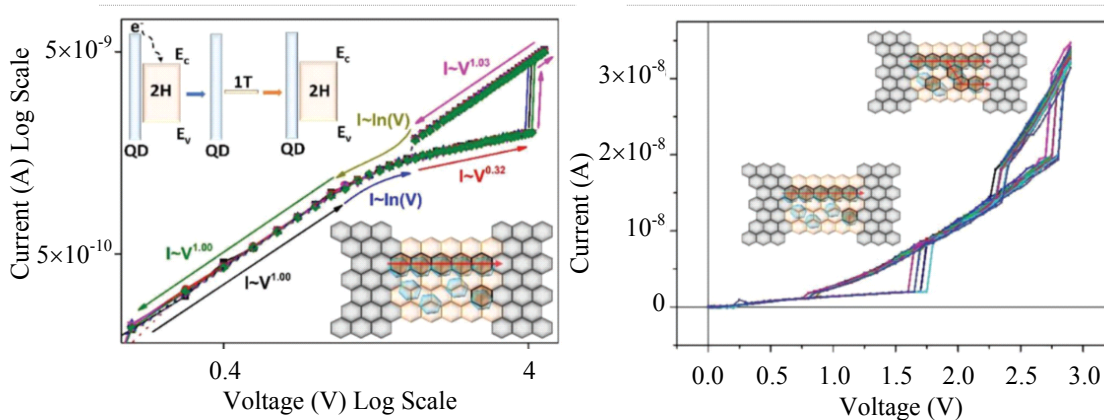 5×10⁻⁹
5×10⁻¹⁰
Current (A) Log Scale
0.4
4
Voltage (V) Log Scale
e⁻
E_c
2H
E_v
QD
QD
1T
E_c
2H
E_v
QD
I~V^1.03
I~ln(V)
I~V^0.32
I~ln(V)
I~V^1.00
I~V^1.00
3×10⁻⁸
2×10⁻⁸
1×10⁻⁸
0
Current (A)
0.0 0.5 1.0 1.5 2.0 2.5 3.0
Voltage (V)